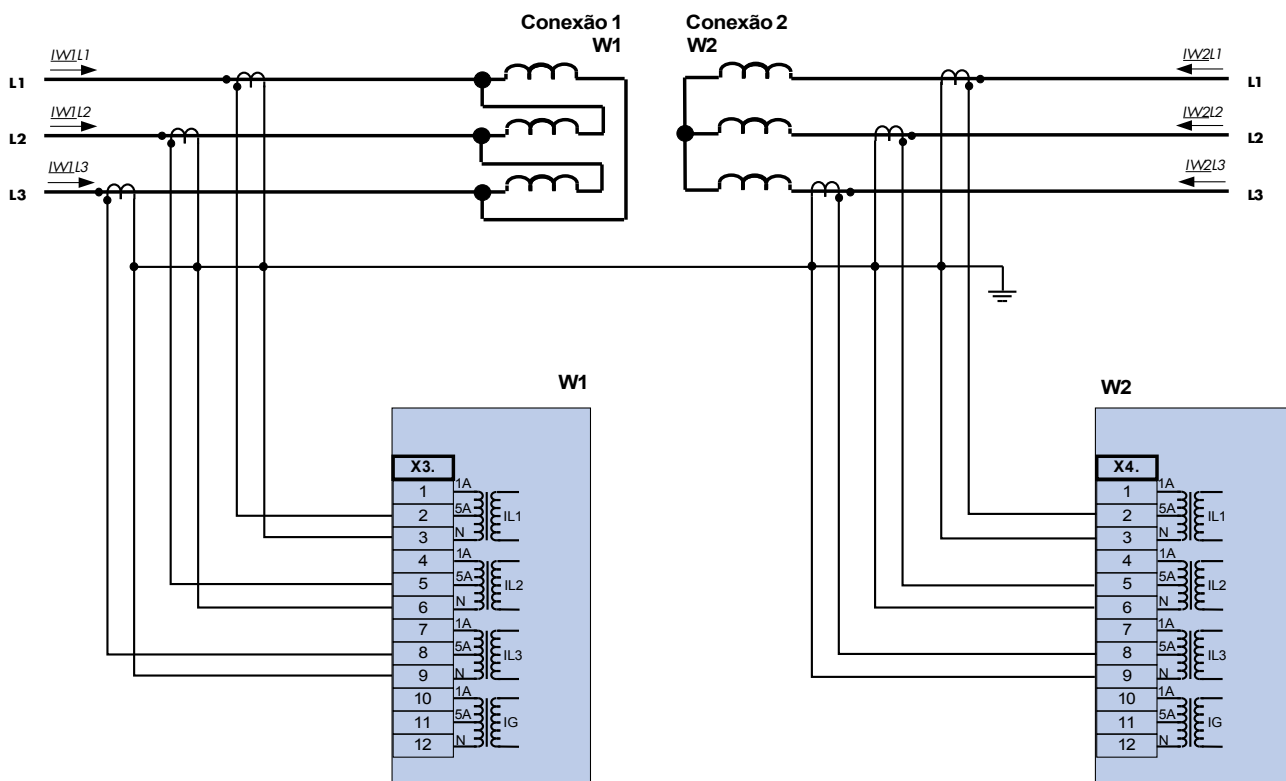 Conexão 1
W1
Conexão 2
W2
IW1L1
L1
IW2L1
L1
IW1L2
L2
IW2L2
L2
IW1L3
L3
IW2L3
L3
W1
X3.
1 1A
2 5A IL1
3 N
4 1A
5 5A IL2
6 N
7 1A
8 5A IL3
9 N
10 1A
11 5A IG
12 N
W2
X4.
1 1A
2 5A IL1
3 N
4 1A
5 5A IL2
6 N
7 1A
8 5A IL3
9 N
10 1A
11 5A IG
12 N